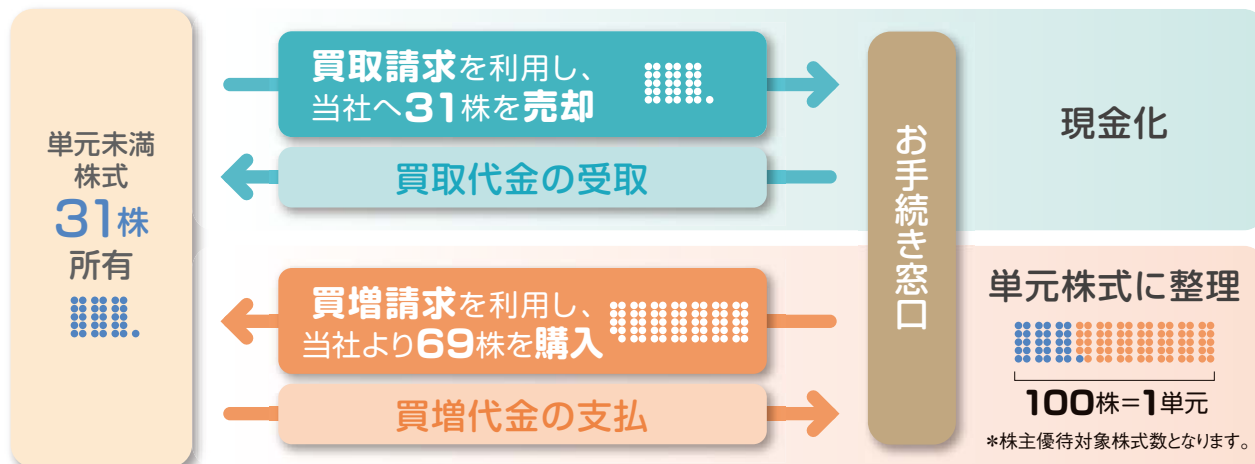 単元未満
株式
31株
所有
買取請求を利用し、
当社へ31株を売却
買取代金の受取
お手続き窓口
現金化
買増請求を利用し、
当社より69株を購入
買増代金の支払
単元株式に整理
100株=1単元
*株主優待対象株式数となります。